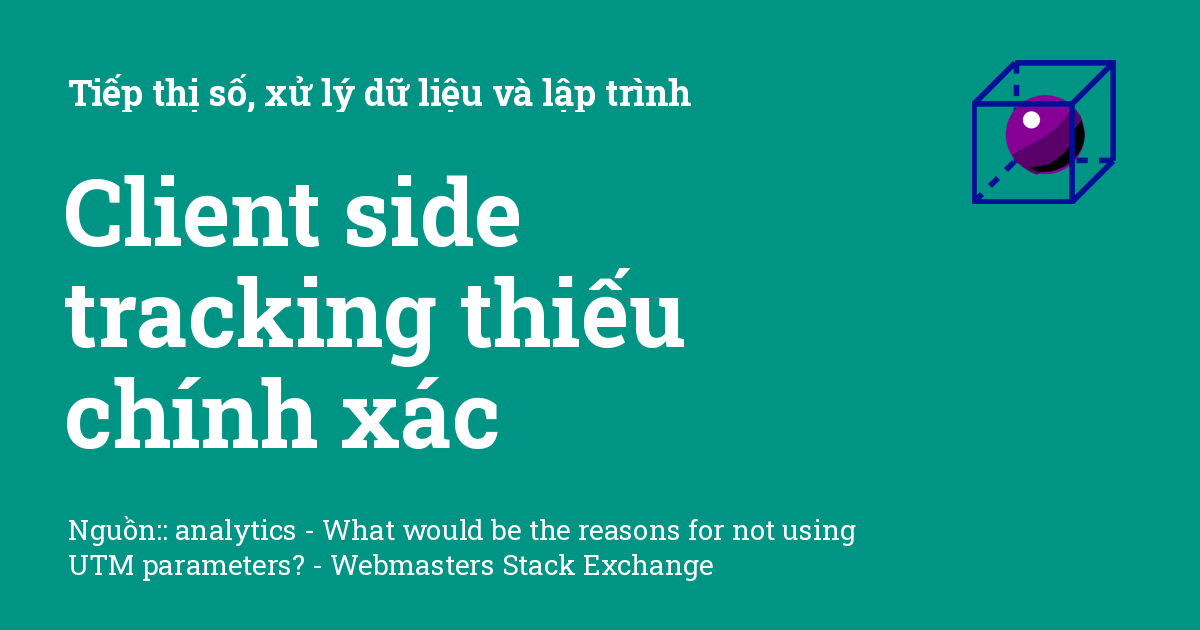 Tiếp thị số, xử lý dữ liệu và lập trình
Client side
tracking thiếu
chính xác
Nguồn:: analytics - What would be the reasons for not using
UTM parameters? - Webmasters Stack Exchange